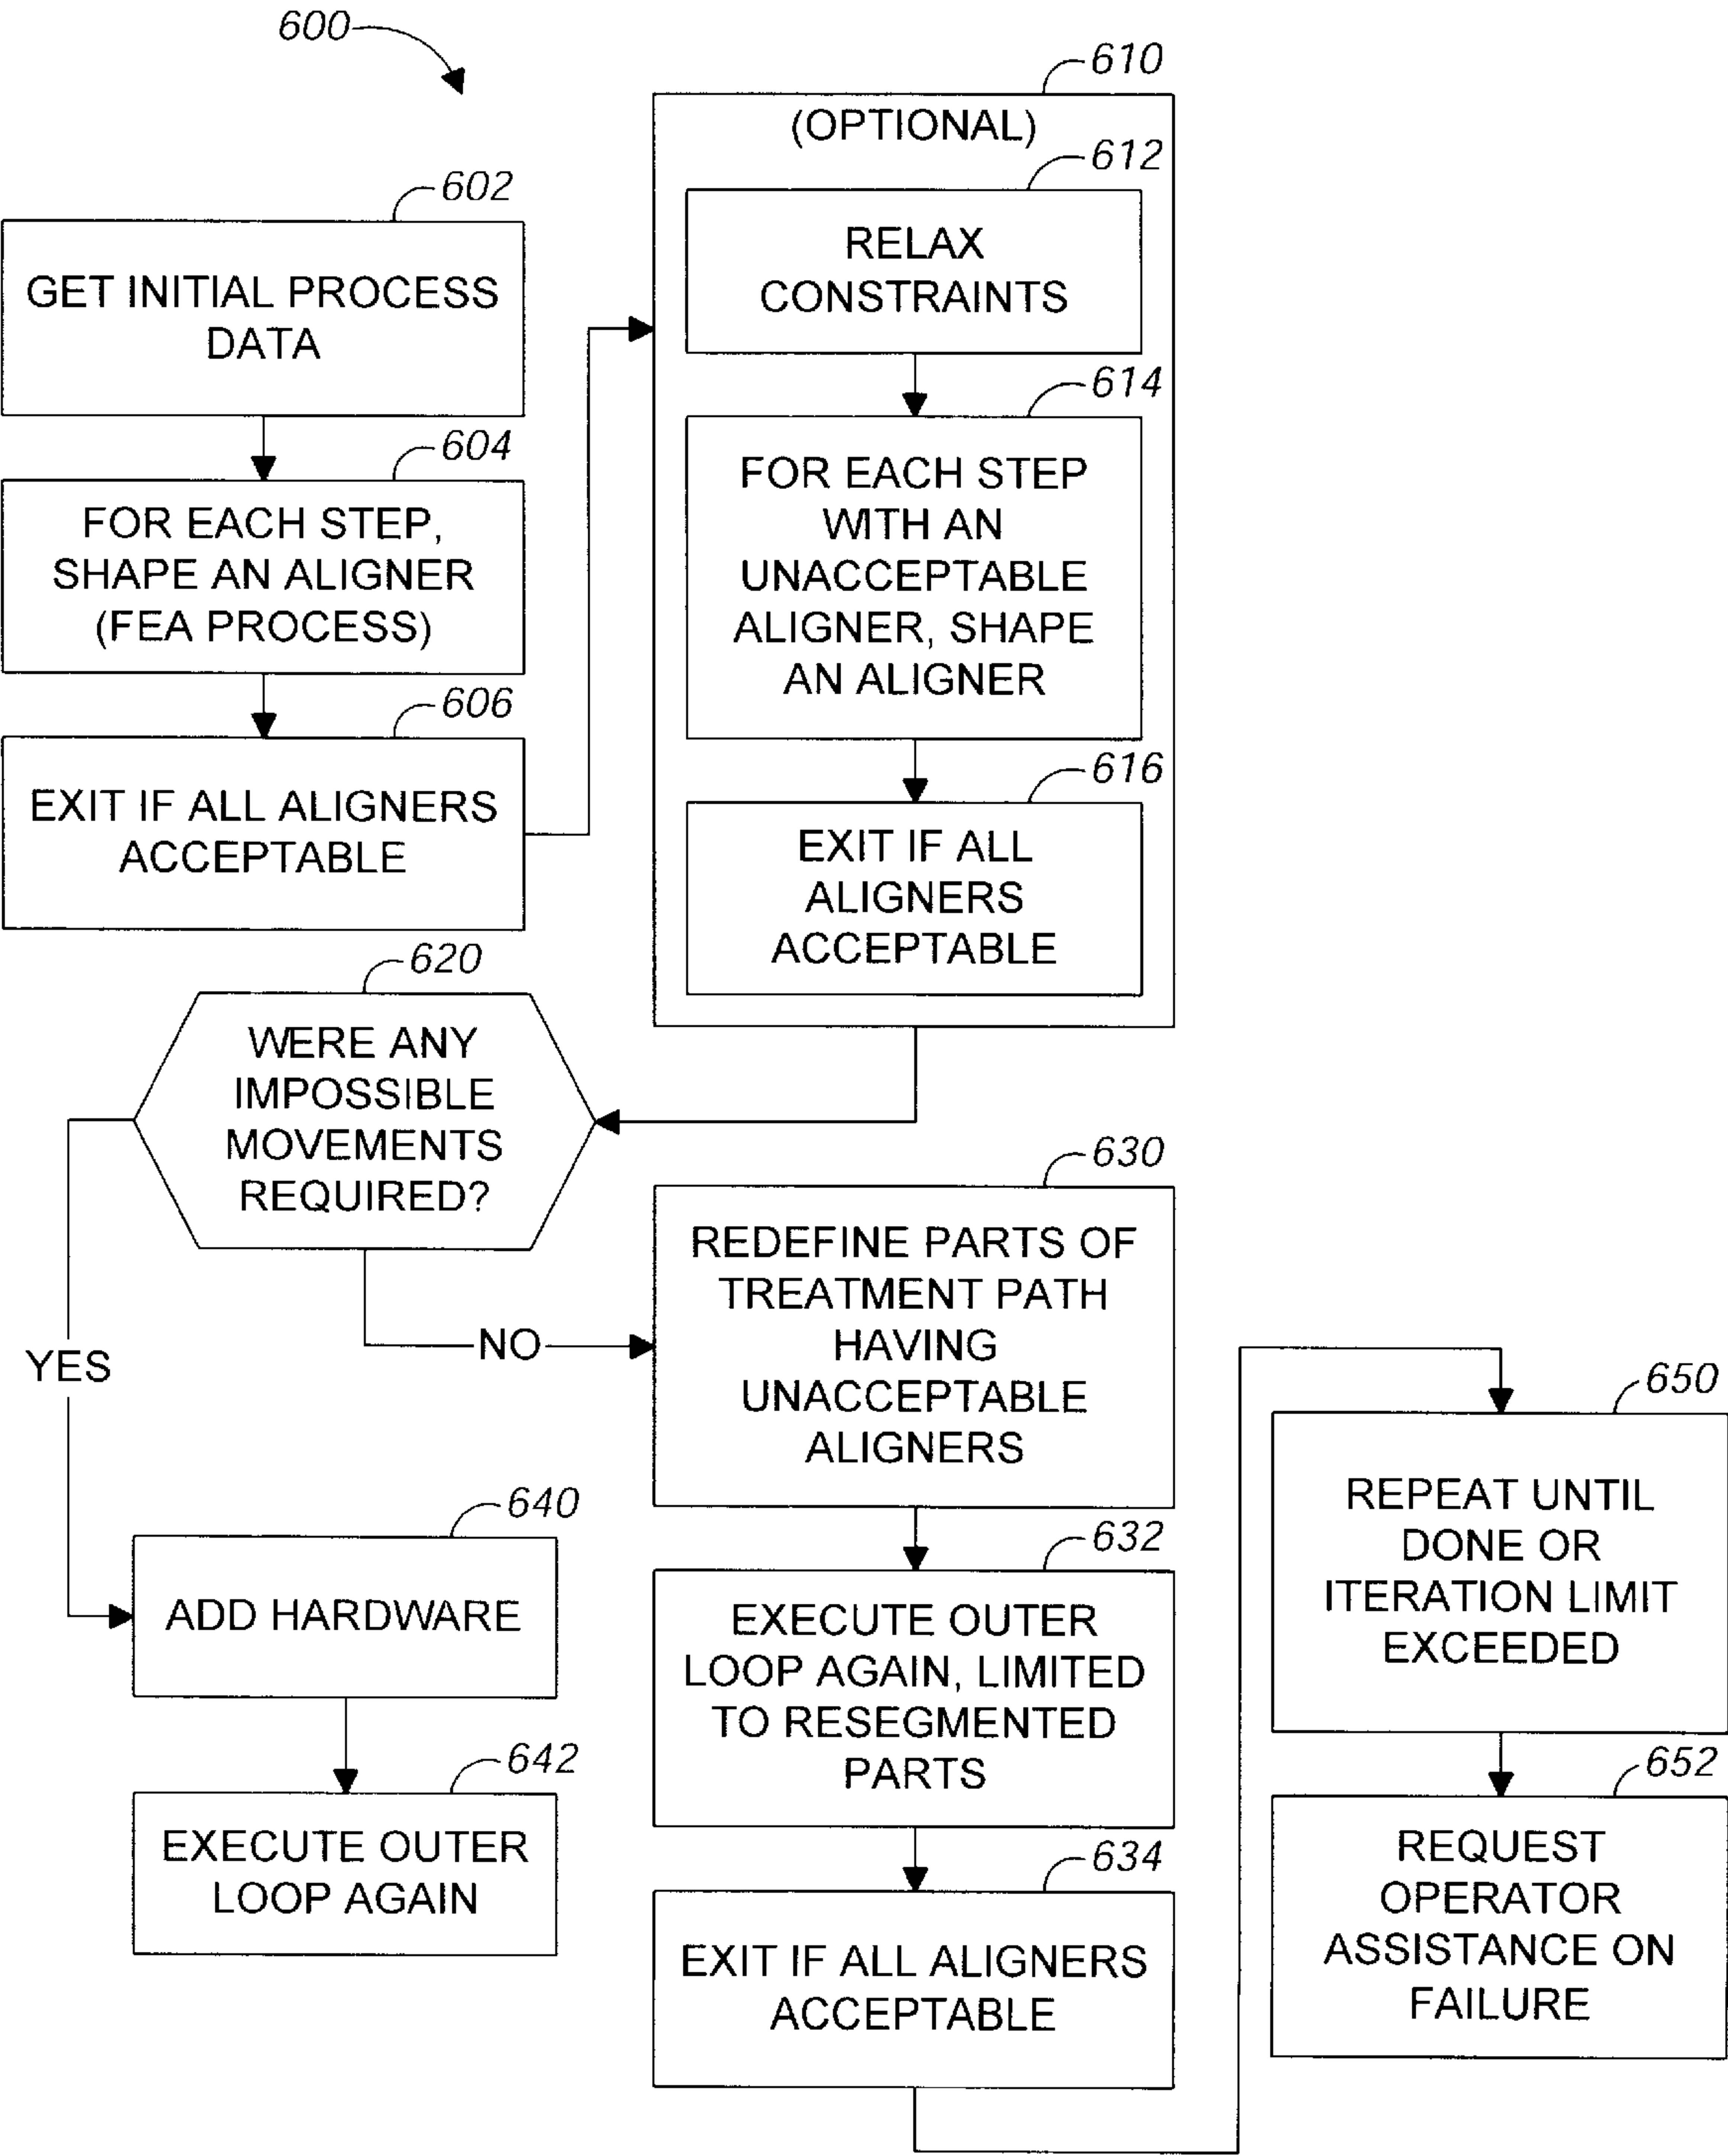 600
602
GET INITIAL PROCESS
DATA
604
FOR EACH STEP,
SHAPE AN ALIGNER
(FEA PROCESS)
606
EXIT IF ALL ALIGNERS
ACCEPTABLE
610
(OPTIONAL)
612
RELAX
CONSTRAINTS
614
FOR EACH STEP
WITH AN
UNACCEPTABLE
ALIGNER, SHAPE
AN ALIGNER
616
EXIT IF ALL
ALIGNERS
ACCEPTABLE
620
WERE ANY
IMPOSSIBLE
MOVEMENTS
REQUIRED?
YES
NO
630
REDEFINE PARTS OF
TREATMENT PATH
HAVING
UNACCEPTABLE
ALIGNERS
632
EXECUTE OUTER
LOOP AGAIN, LIMITED
TO RESEGMENTED
PARTS
634
EXIT IF ALL ALIGNERS
ACCEPTABLE
640
ADD HARDWARE
642
EXECUTE OUTER
LOOP AGAIN
650
REPEAT UNTIL
DONE OR
ITERATION LIMIT
EXCEEDED
652
REQUEST
OPERATOR
ASSISTANCE ON
FAILURE